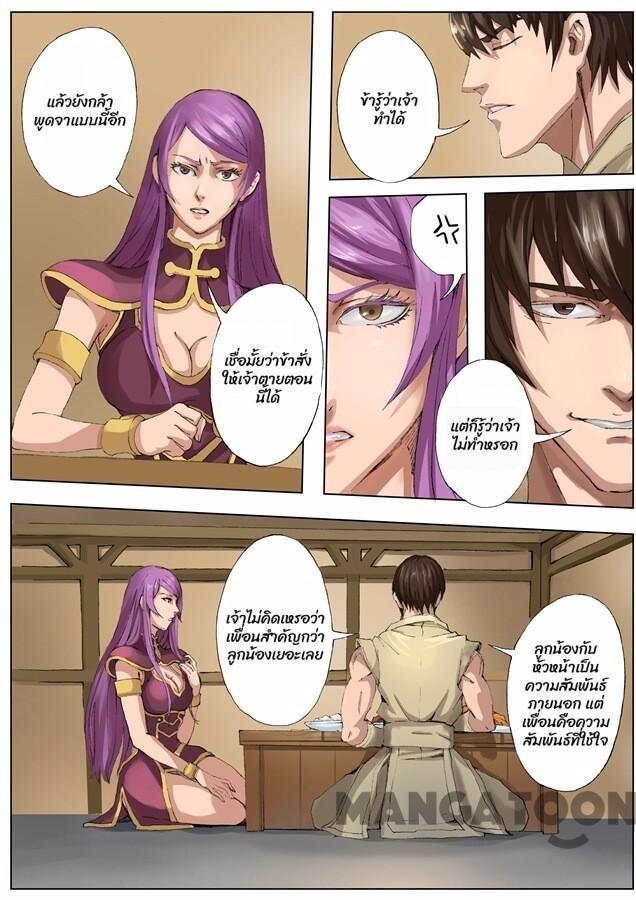 แล้วยังกล้า
พูดจาแบบนี้อีก
เชื่อมั้ยว่าข้าสั่ง
ให้เจ้าตายตอน
นี้ได้
ข้ารู้ว่าเจ้า
ทำได้
แต่ก็รู้ว่าเจ้า
ไม่ทำหรอก
เจ้าไม่คิดเหรอว่า
เพื่อนสำคัญกว่า
ลูกน้องเยอะเลย
ลูกน้องกับ
หัวหน้าเป็น
ความสัมพันธ์
ภายนอก แต่
เพื่อนคือความ
สัมพันธ์ที่ใช้ใจ
MANGATOON